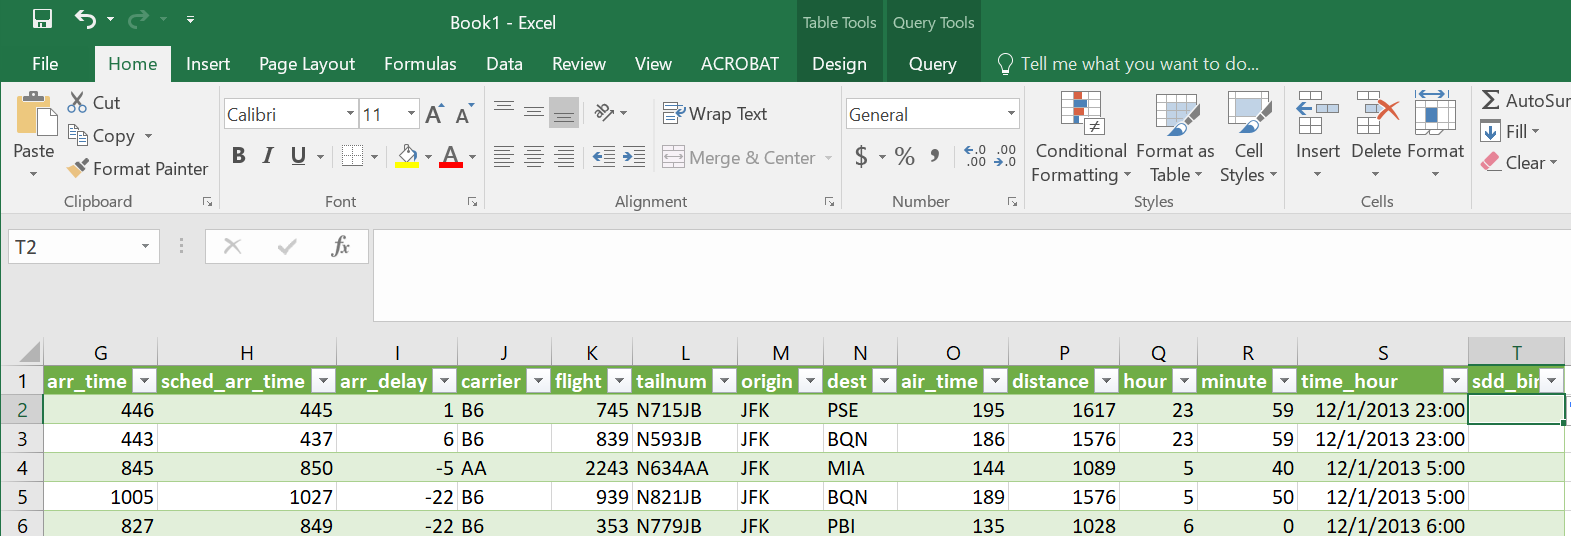 Book1 - Excel
Table Tools Query Tools
File Home Insert Page Layout Formulas Data Review View ACROBAT Design Query Tell me what you want to do...
Paste
Cut
Copy
Format Painter
Clipboard
Calibri 11 A A
B I U A
Font
Wrap Text
Merge & Center
Alignment
General
$ % , ←.0 .00 .00 →.0
Number
Conditional Formatting
Format as Table
Cell Styles
Styles
Insert Delete Format
Cells
Σ AutoSu
Fill
Clear
T2 fx
G H I J K L M N O P Q R S T
1 arr_time sched_arr_time arr_delay carrier flight tailnum origin dest air_time distance hour minute time_hour sdd_bin
2 446 445 1 B6 745 N715JB JFK PSE 195 1617 23 59 12/1/2013 23:00
3 443 437 6 B6 839 N593JB JFK BQN 186 1576 23 59 12/1/2013 23:00
4 845 850 -5 AA 2243 N634AA JFK MIA 144 1089 5 40 12/1/2013 5:00
5 1005 1027 -22 B6 939 N821JB JFK BQN 189 1576 5 50 12/1/2013 5:00
6 827 849 -22 B6 353 N779JB JFK PBI 135 1028 6 0 12/1/2013 6:00